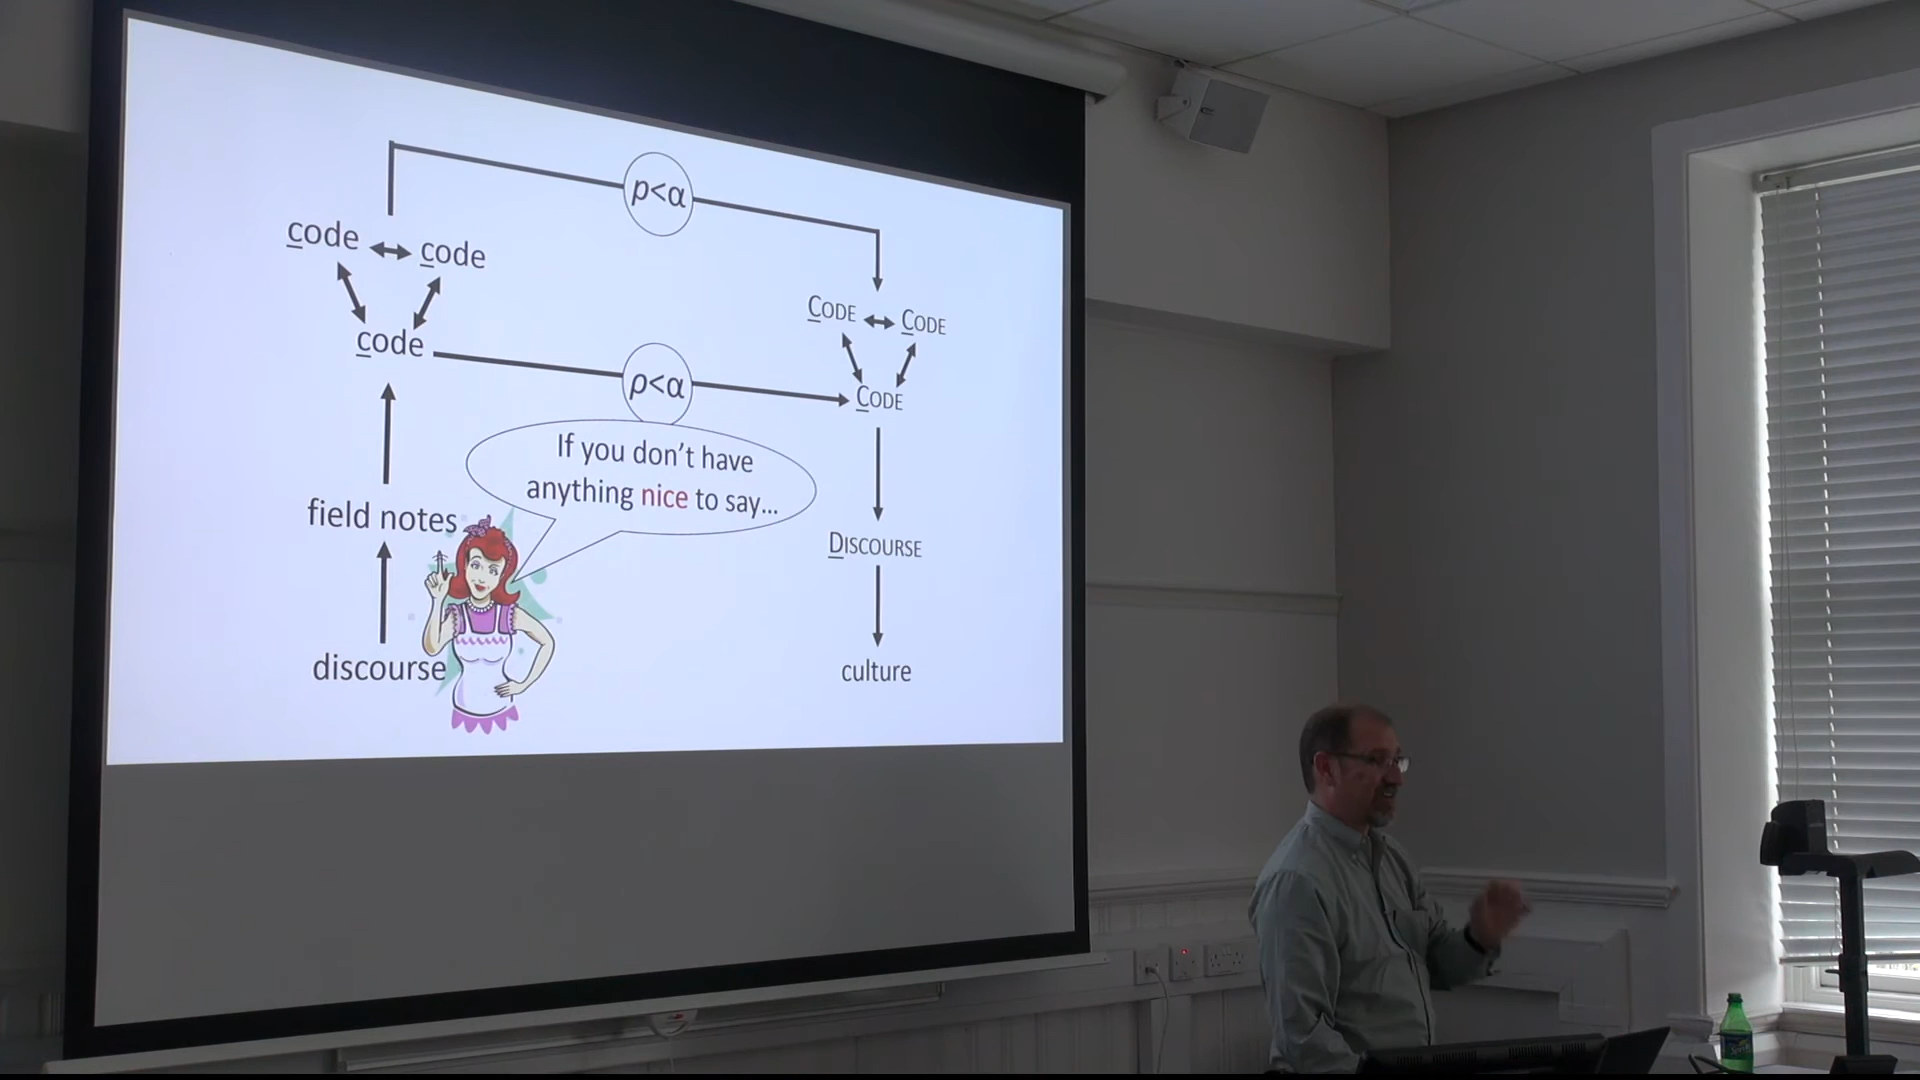 p<α
code
code
code
CODE
CODE
CODE
ρ<α
If you don't have
anything nice to say...
field notes
DISCOURSE
discourse
culture